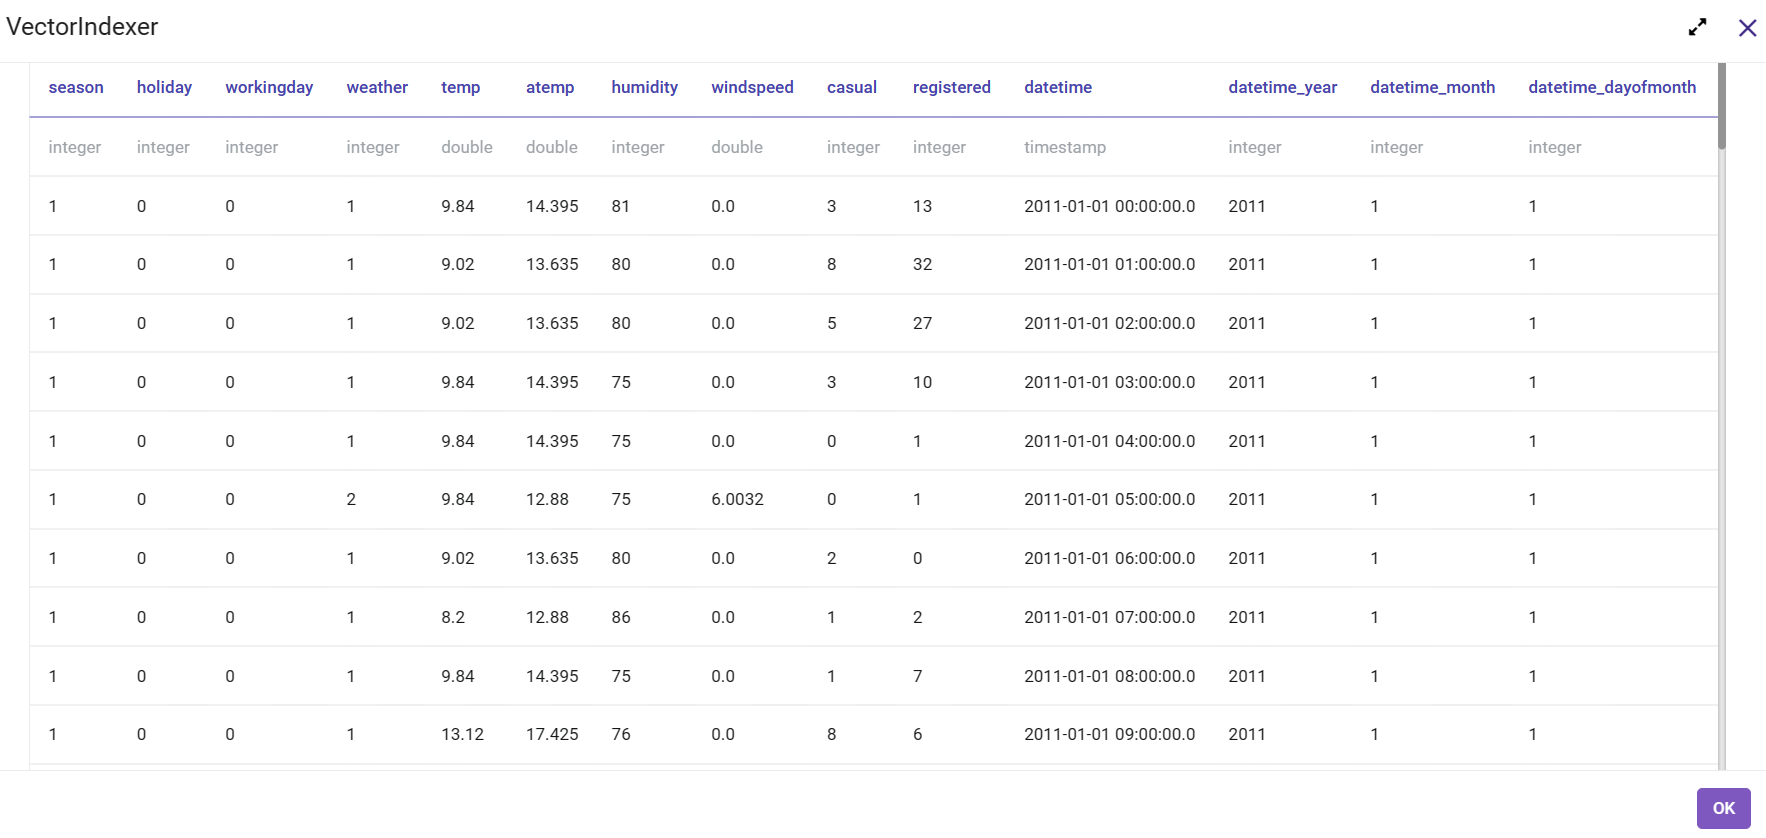 VectorIndexer
season holiday workingday weather temp atemp humidity windspeed casual registered datetime datetime_year datetime_month datetime_dayofmonth
integer integer integer integer double double integer double integer integer timestamp integer integer integer
1 0 0 1 9.84 14.395 81 0.0 3 13 2011-01-01 00:00:00.0 2011 1 1
1 0 0 1 9.02 13.635 80 0.0 8 32 2011-01-01 01:00:00.0 2011 1 1
1 0 0 1 9.02 13.635 80 0.0 5 27 2011-01-01 02:00:00.0 2011 1 1
1 0 0 1 9.84 14.395 75 0.0 3 10 2011-01-01 03:00:00.0 2011 1 1
1 0 0 1 9.84 14.395 75 0.0 0 1 2011-01-01 04:00:00.0 2011 1 1
1 0 0 2 9.84 12.88 75 6.0032 0 1 2011-01-01 05:00:00.0 2011 1 1
1 0 0 1 9.02 13.635 80 0.0 2 0 2011-01-01 06:00:00.0 2011 1 1
1 0 0 1 8.2 12.88 86 0.0 1 2 2011-01-01 07:00:00.0 2011 1 1
1 0 0 1 9.84 14.395 75 0.0 1 7 2011-01-01 08:00:00.0 2011 1 1
1 0 0 1 13.12 17.425 76 0.0 8 6 2011-01-01 09:00:00.0 2011 1 1
OK